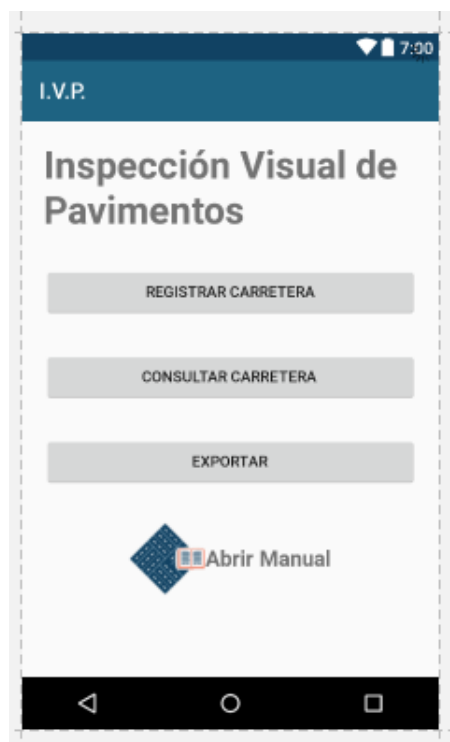 7:00
I.V.P.
Inspección Visual de
Pavimentos
REGISTRAR CARRETERA
CONSULTAR CARRETERA
EXPORTAR
Abrir Manual